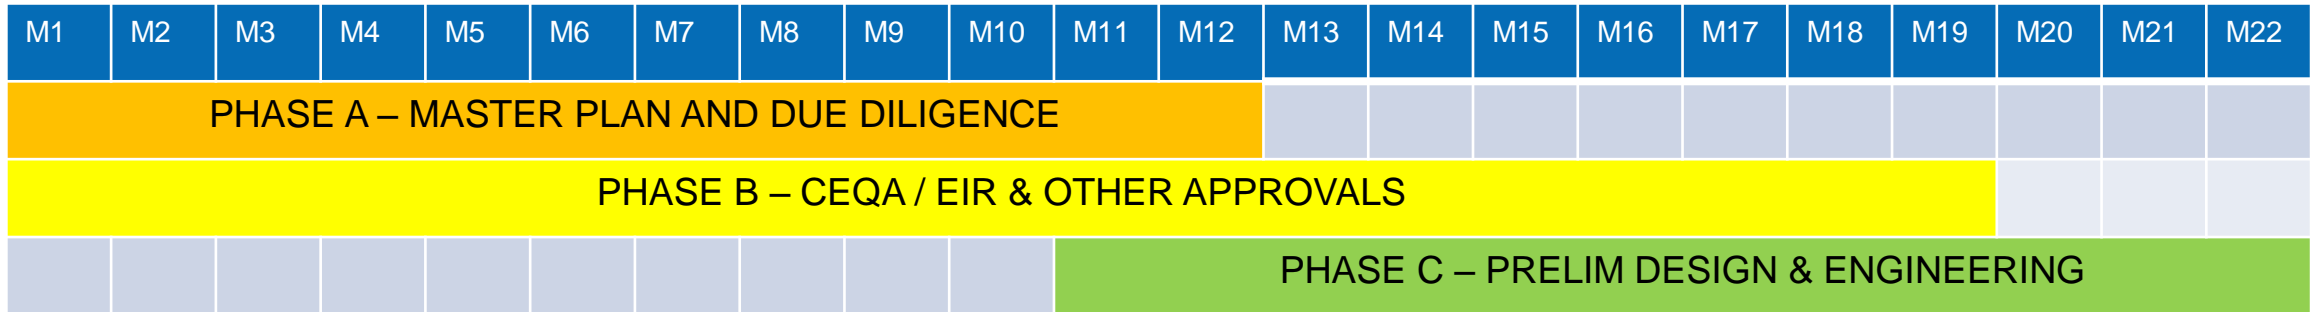 M1 M2 M3 M4 M5 M6 M7 M8 M9 M10 M11 M12 M13 M14 M15 M16 M17 M18 M19 M20 M21 M22
PHASE A – MASTER PLAN AND DUE DILIGENCE
PHASE B – CEQA / EIR & OTHER APPROVALS
PHASE C – PRELIM DESIGN & ENGINEERING